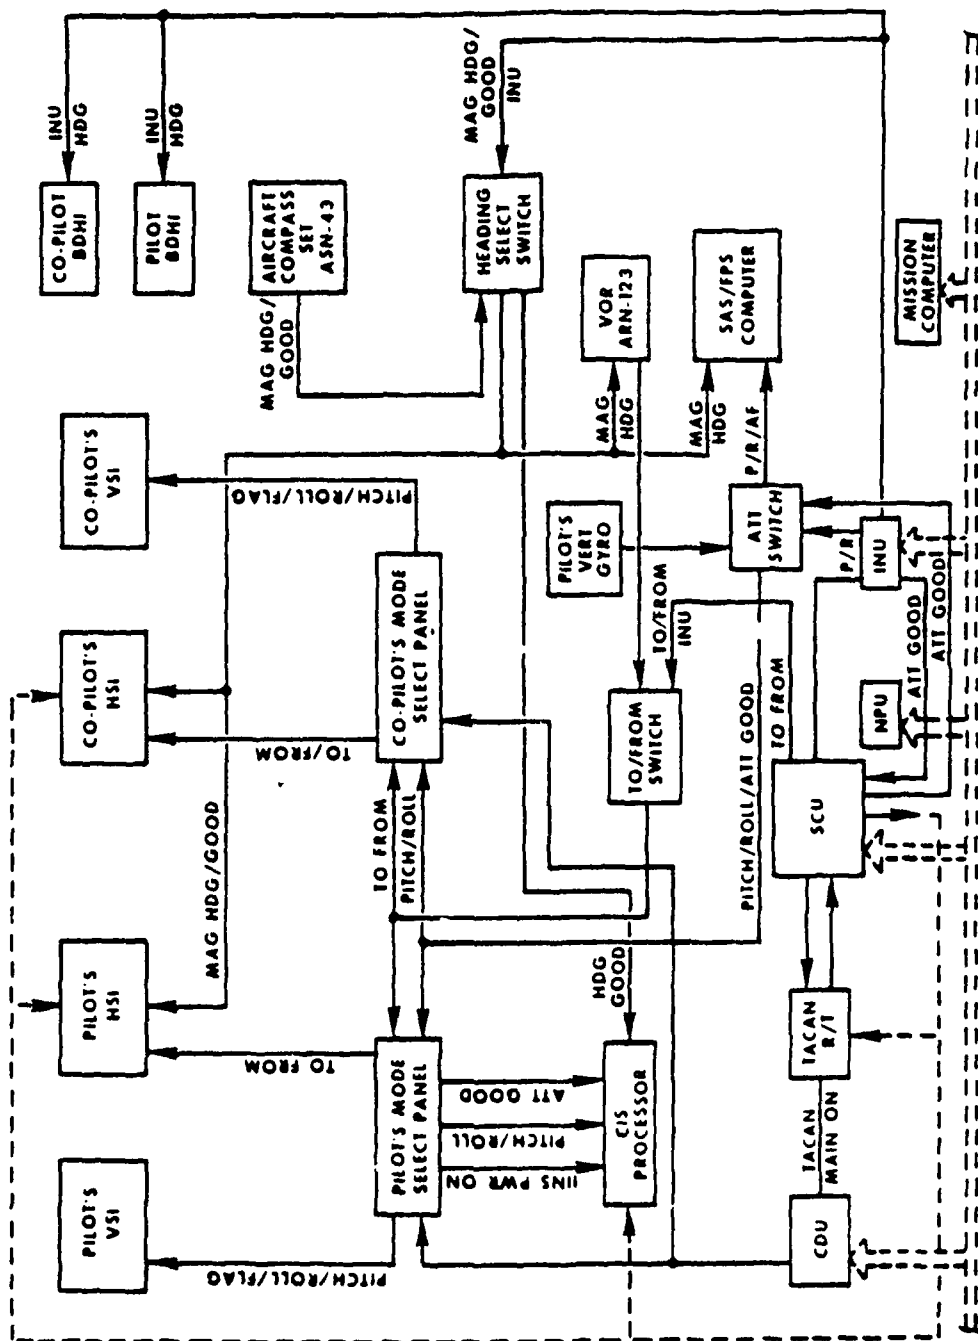 PILOT'S
VSI
PILOT'S
HSI
CO-PILOT'S
HSI
CO-PILOT'S
VSI
CO-PILOT
BDHI
PILOT
BDHI
INU
HDG
INU
HDG
AIRCRAFT
COMPASS
SET
ASN-43
MAG HDG/
GOOD
MAG HDG/
GOOD
INU
HEADING
SELECT
SWITCH
MAG HDG/GOOD
PITCH/ROLL/FLAG
TO FROM
TO/FROM
PITCH/ROLL/FLAG
PILOT'S MODE
SELECT PANEL
TO FROM
PITCH/ROLL
CO-PILOT'S MODE
SELECT PANEL
IINS PWR ON
PITCH/ROLL
ATT GOOD
CIS
PROCESSOR
HDG
GOOD
TO/FROM
SWITCH
TO/FROM
INU
PILOT'S
VERT
GYRO
MAG
HDG
VOR
ARN-123
MAG
HDG
SAS/FPS
COMPUTER
P/R/AF
ATT
SWITCH
PITCH/ROLL/ATT GOOD
TO FROM
P/R
INU
ATT GOOD
ATT GOOD
NPU
SCU
TACAN
R/T
TACAN
MAIN ON
CDU
MISSION
COMPUTER